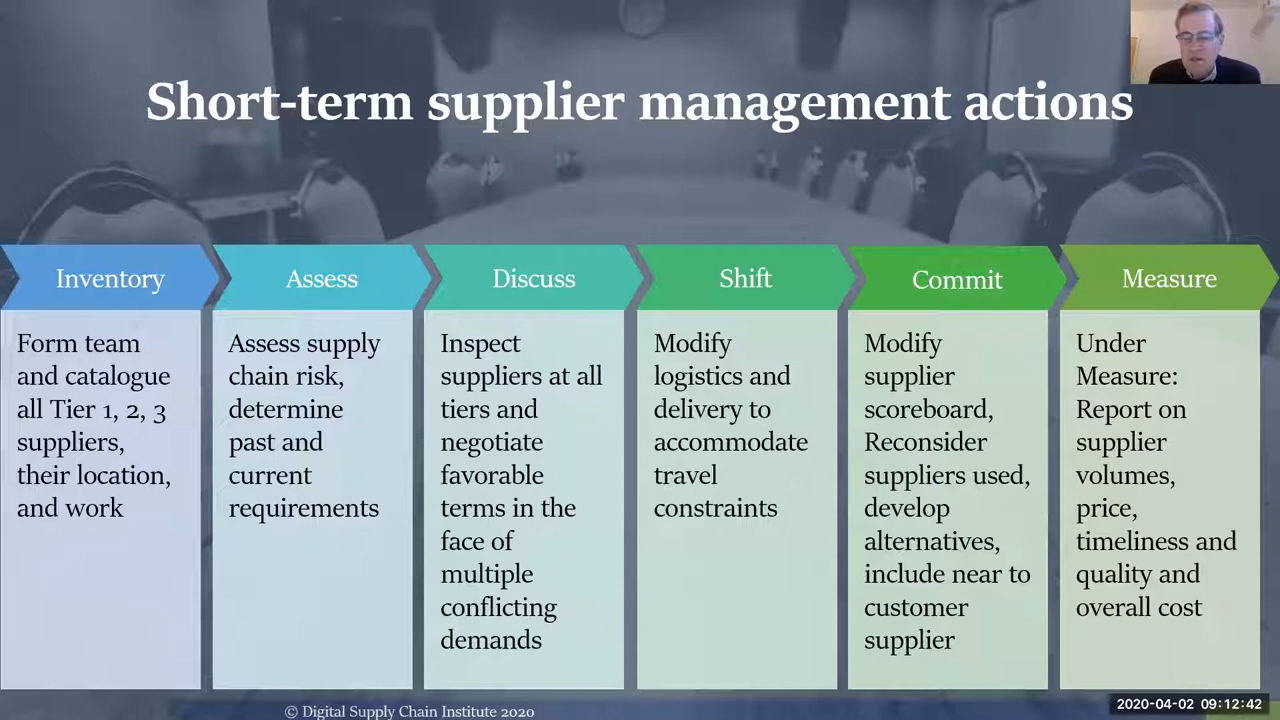 Short-term supplier management actions
Inventory
Form team
and catalogue
all Tier 1, 2, 3
suppliers,
their location,
and work
Assess
Assess supply
chain risk,
determine
past and
current
requirements
Discuss
Inspect
suppliers at all
tiers and
negotiate
favorable
terms in the
face of
multiple
conflicting
demands
Shift
Modify
logistics and
delivery to
accommodate
travel
constraints
Commit
Modify
supplier
scoreboard,
Reconsider
suppliers used,
develop
alternatives,
include near to
customer
supplier
Measure
Under
Measure:
Report on
supplier
volumes,
price,
timeliness and
quality and
overall cost
© Digital Supply Chain Institute 2020
2020-04-02 09:12:42